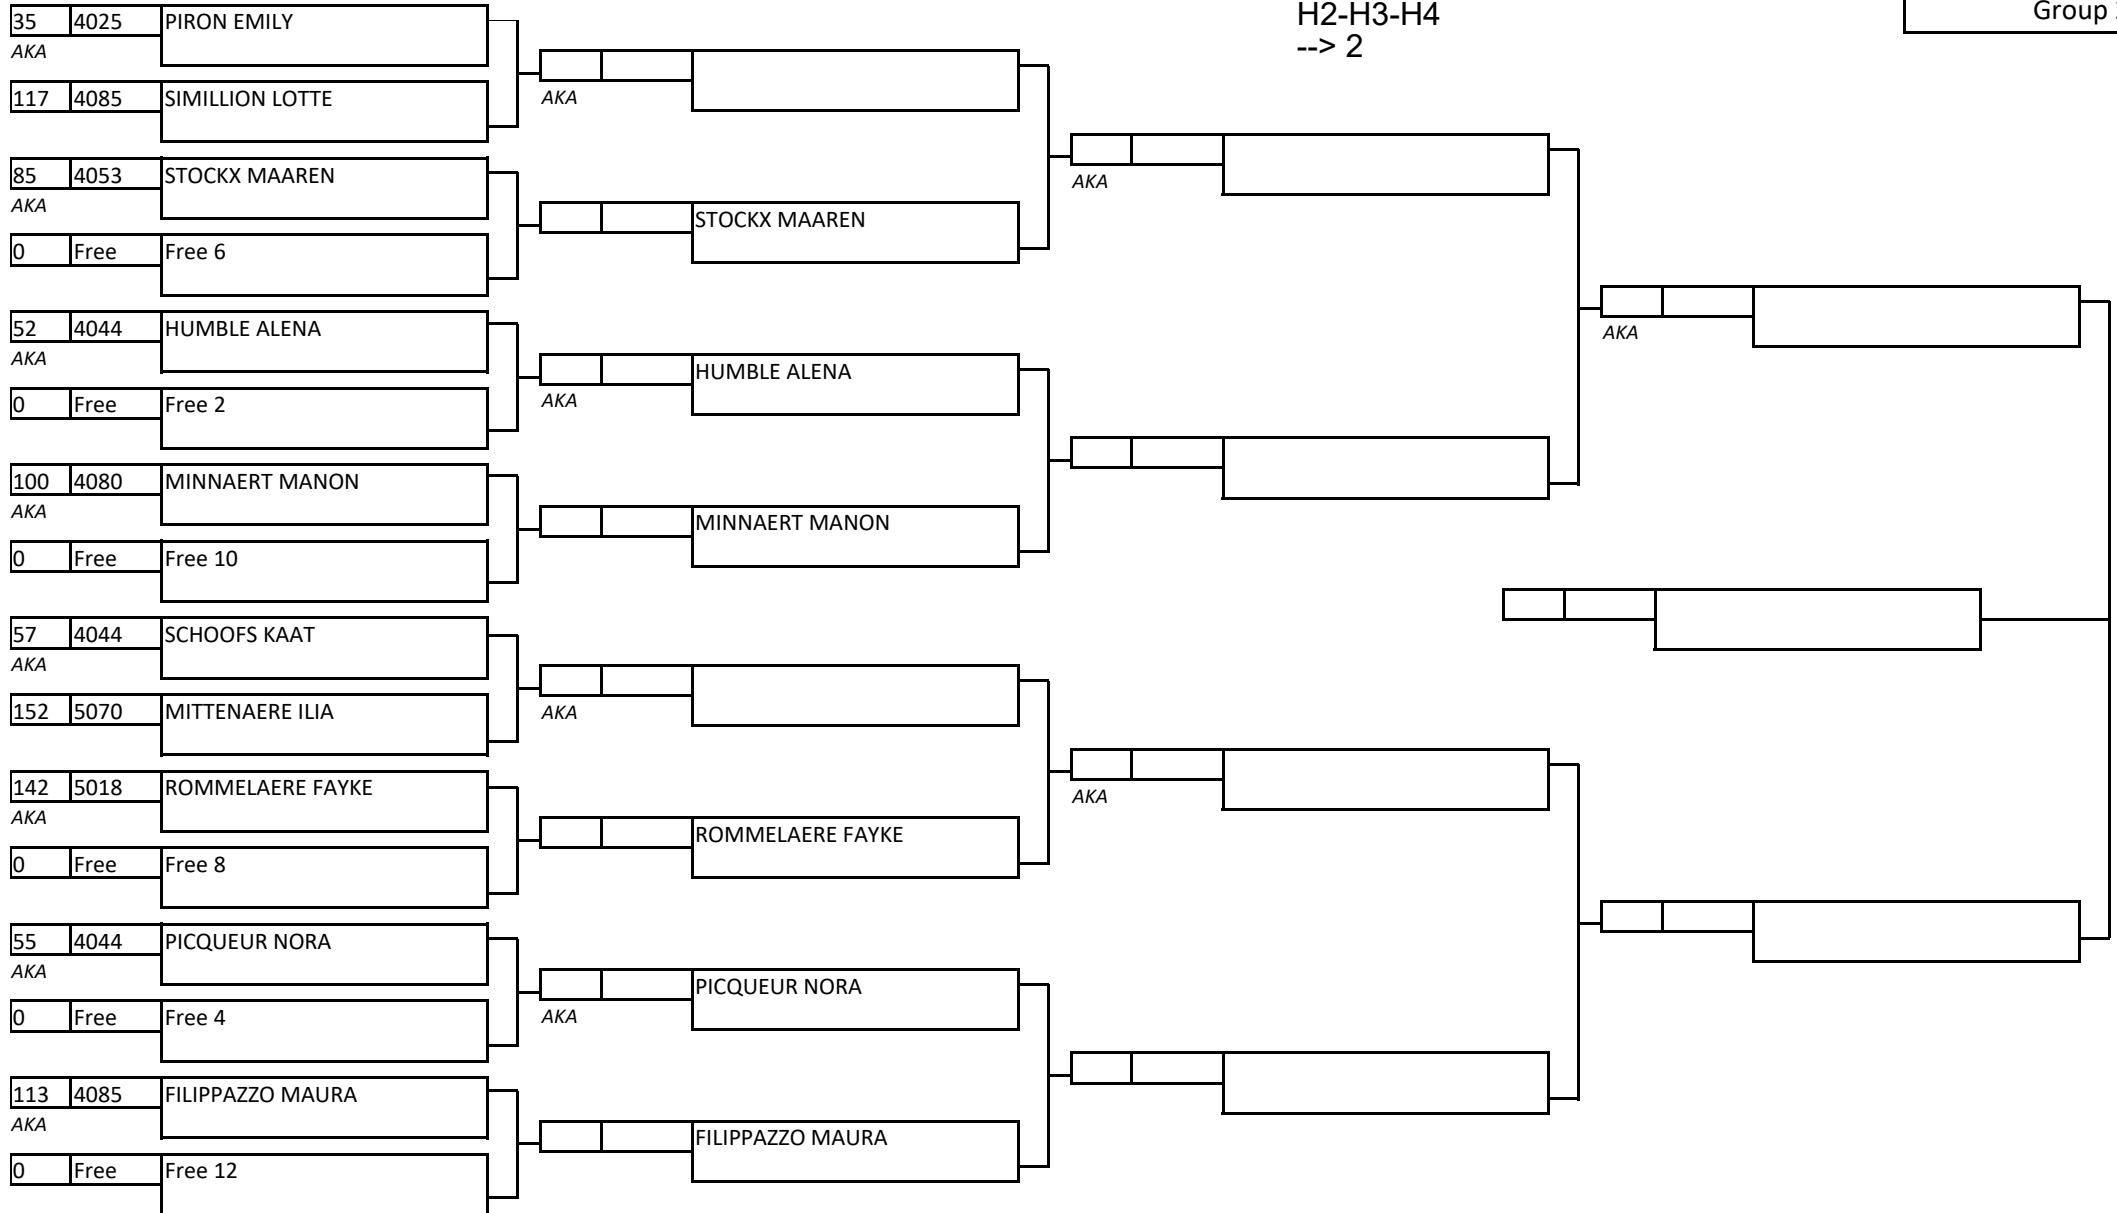 H2-H3-H4
--> 2
Group
35 4025 PIRON EMILY
AKA
117 4085 SIMILLION LOTTE
85 4053 STOCKX MAAREN
AKA
0 Free Free 6
52 4044 HUMBLE ALENA
AKA
0 Free Free 2
100 4080 MINNAERT MANON
AKA
0 Free Free 10
57 4044 SCHOOFS KAAT
AKA
152 5070 MITTENAERE ILIA
142 5018 ROMMELAERE FAYKE
AKA
0 Free Free 8
55 4044 PICQUEUR NORA
AKA
0 Free Free 4
113 4085 FILIPPAZZO MAURA
AKA
0 Free Free 12
AKA
STOCKX MAAREN
HUMBLE ALENA
AKA
MINNAERT MANON
AKA
ROMMELAERE FAYKE
PICQUEUR NORA
AKA
FILIPPAZZO MAURA
AKA
AKA
AKA